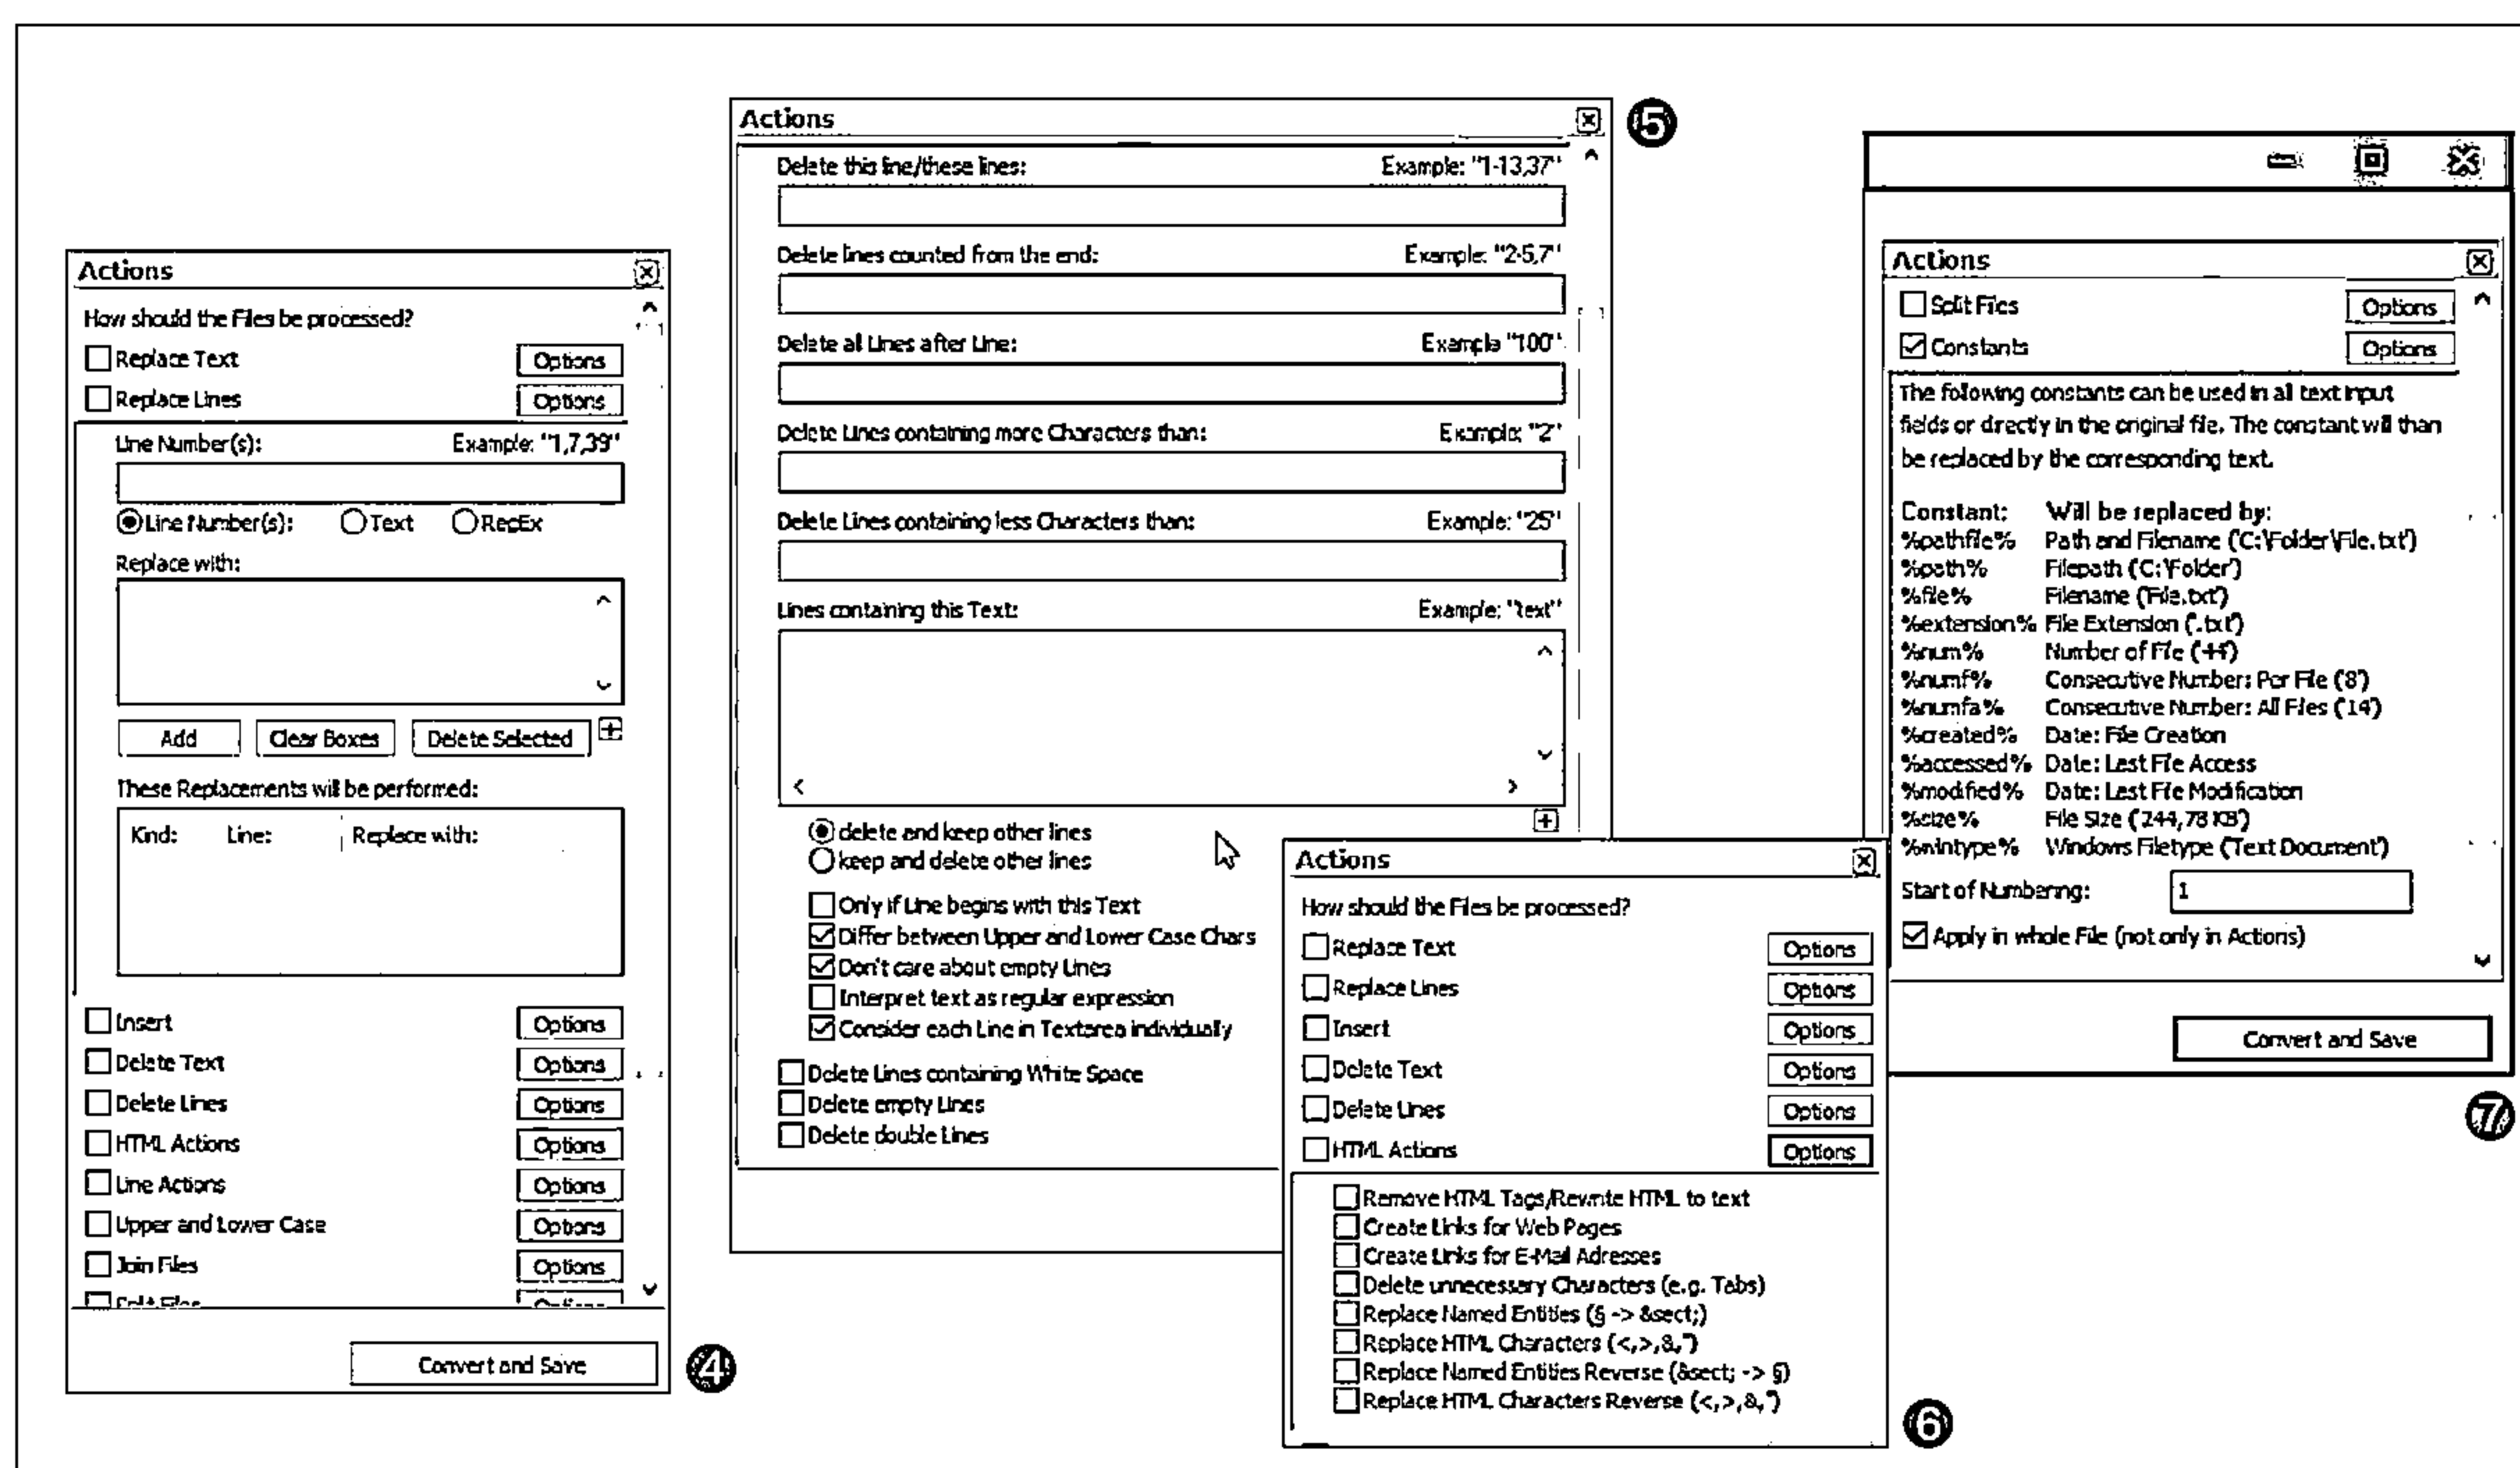 Actions
How should the Files be processed?
Replace Text Options
Replace Lines Options
Line Number(s): Example: "1,7,39"
Line Number(s): Text RegEx
Replace with:
Add Clear Boxes Delete Selected
These Replacements will be performed:
Kind: Line: Replace with:
Insert Options
Delete Text Options
Delete Lines Options
HTML Actions Options
Line Actions Options
Upper and Lower Case Options
Join Files Options
Split Files Options
Convert and Save
4
Actions
5
Delete this line/these lines: Example: "1-13,37"
Delete lines counted from the end: Example: "2-5,7"
Delete all Lines after Line: Example "100"
Delete Lines containing more Characters than: Example: "2"
Delete Lines containing less Characters than: Example: "25"
Lines containing this Text: Example: "text"
delete and keep other lines
keep and delete other lines
Only if Line begins with this Text
Differ between Upper and Lower Case Chars
Don't care about empty Lines
Interpret text as regular expression
Consider each Line in Textarea individually
Delete Lines containing White Space
Delete empty Lines
Delete double Lines
Actions
How should the Files be processed?
Replace Text Options
Replace Lines Options
Insert Options
Delete Text Options
Delete Lines Options
HTML Actions Options
Remove HTML Tags/Rewrite HTML to text
Create Links for Web Pages
Create Links for E-Mail Adresses
Delete unnecessary Characters (e.g. Tabs)
Replace Named Entities (§ -> &sect;)
Replace HTML Characters (<,>,&,")
Replace Named Entities Reverse (&sect; -> §)
Replace HTML Characters Reverse (<,>,&,")
6
Actions
Split Files Options
Constants Options
The following constants can be used in all text input
fields or directly in the original file. The constant will than
be replaced by the corresponding text.
Constant: Will be replaced by:
%pathfile% Path and Filename ('C:\Folder\File.txt')
%path% Filepath ('C:\Folder')
%file% Filename ('File.txt')
%extension% File Extension ('.txt')
%num% Number of File ('44')
%numf% Consecutive Number: Per File ('8')
%numfa% Consecutive Number: All Files ('14')
%created% Date: File Creation
%accessed% Date: Last File Access
%modified% Date: Last File Modification
%size% File Size ('244,78 KB')
%wintype% Windows Filetype ('Text Document')
Start of Numbering: 1
Apply in whole File (not only in Actions)
Convert and Save
7